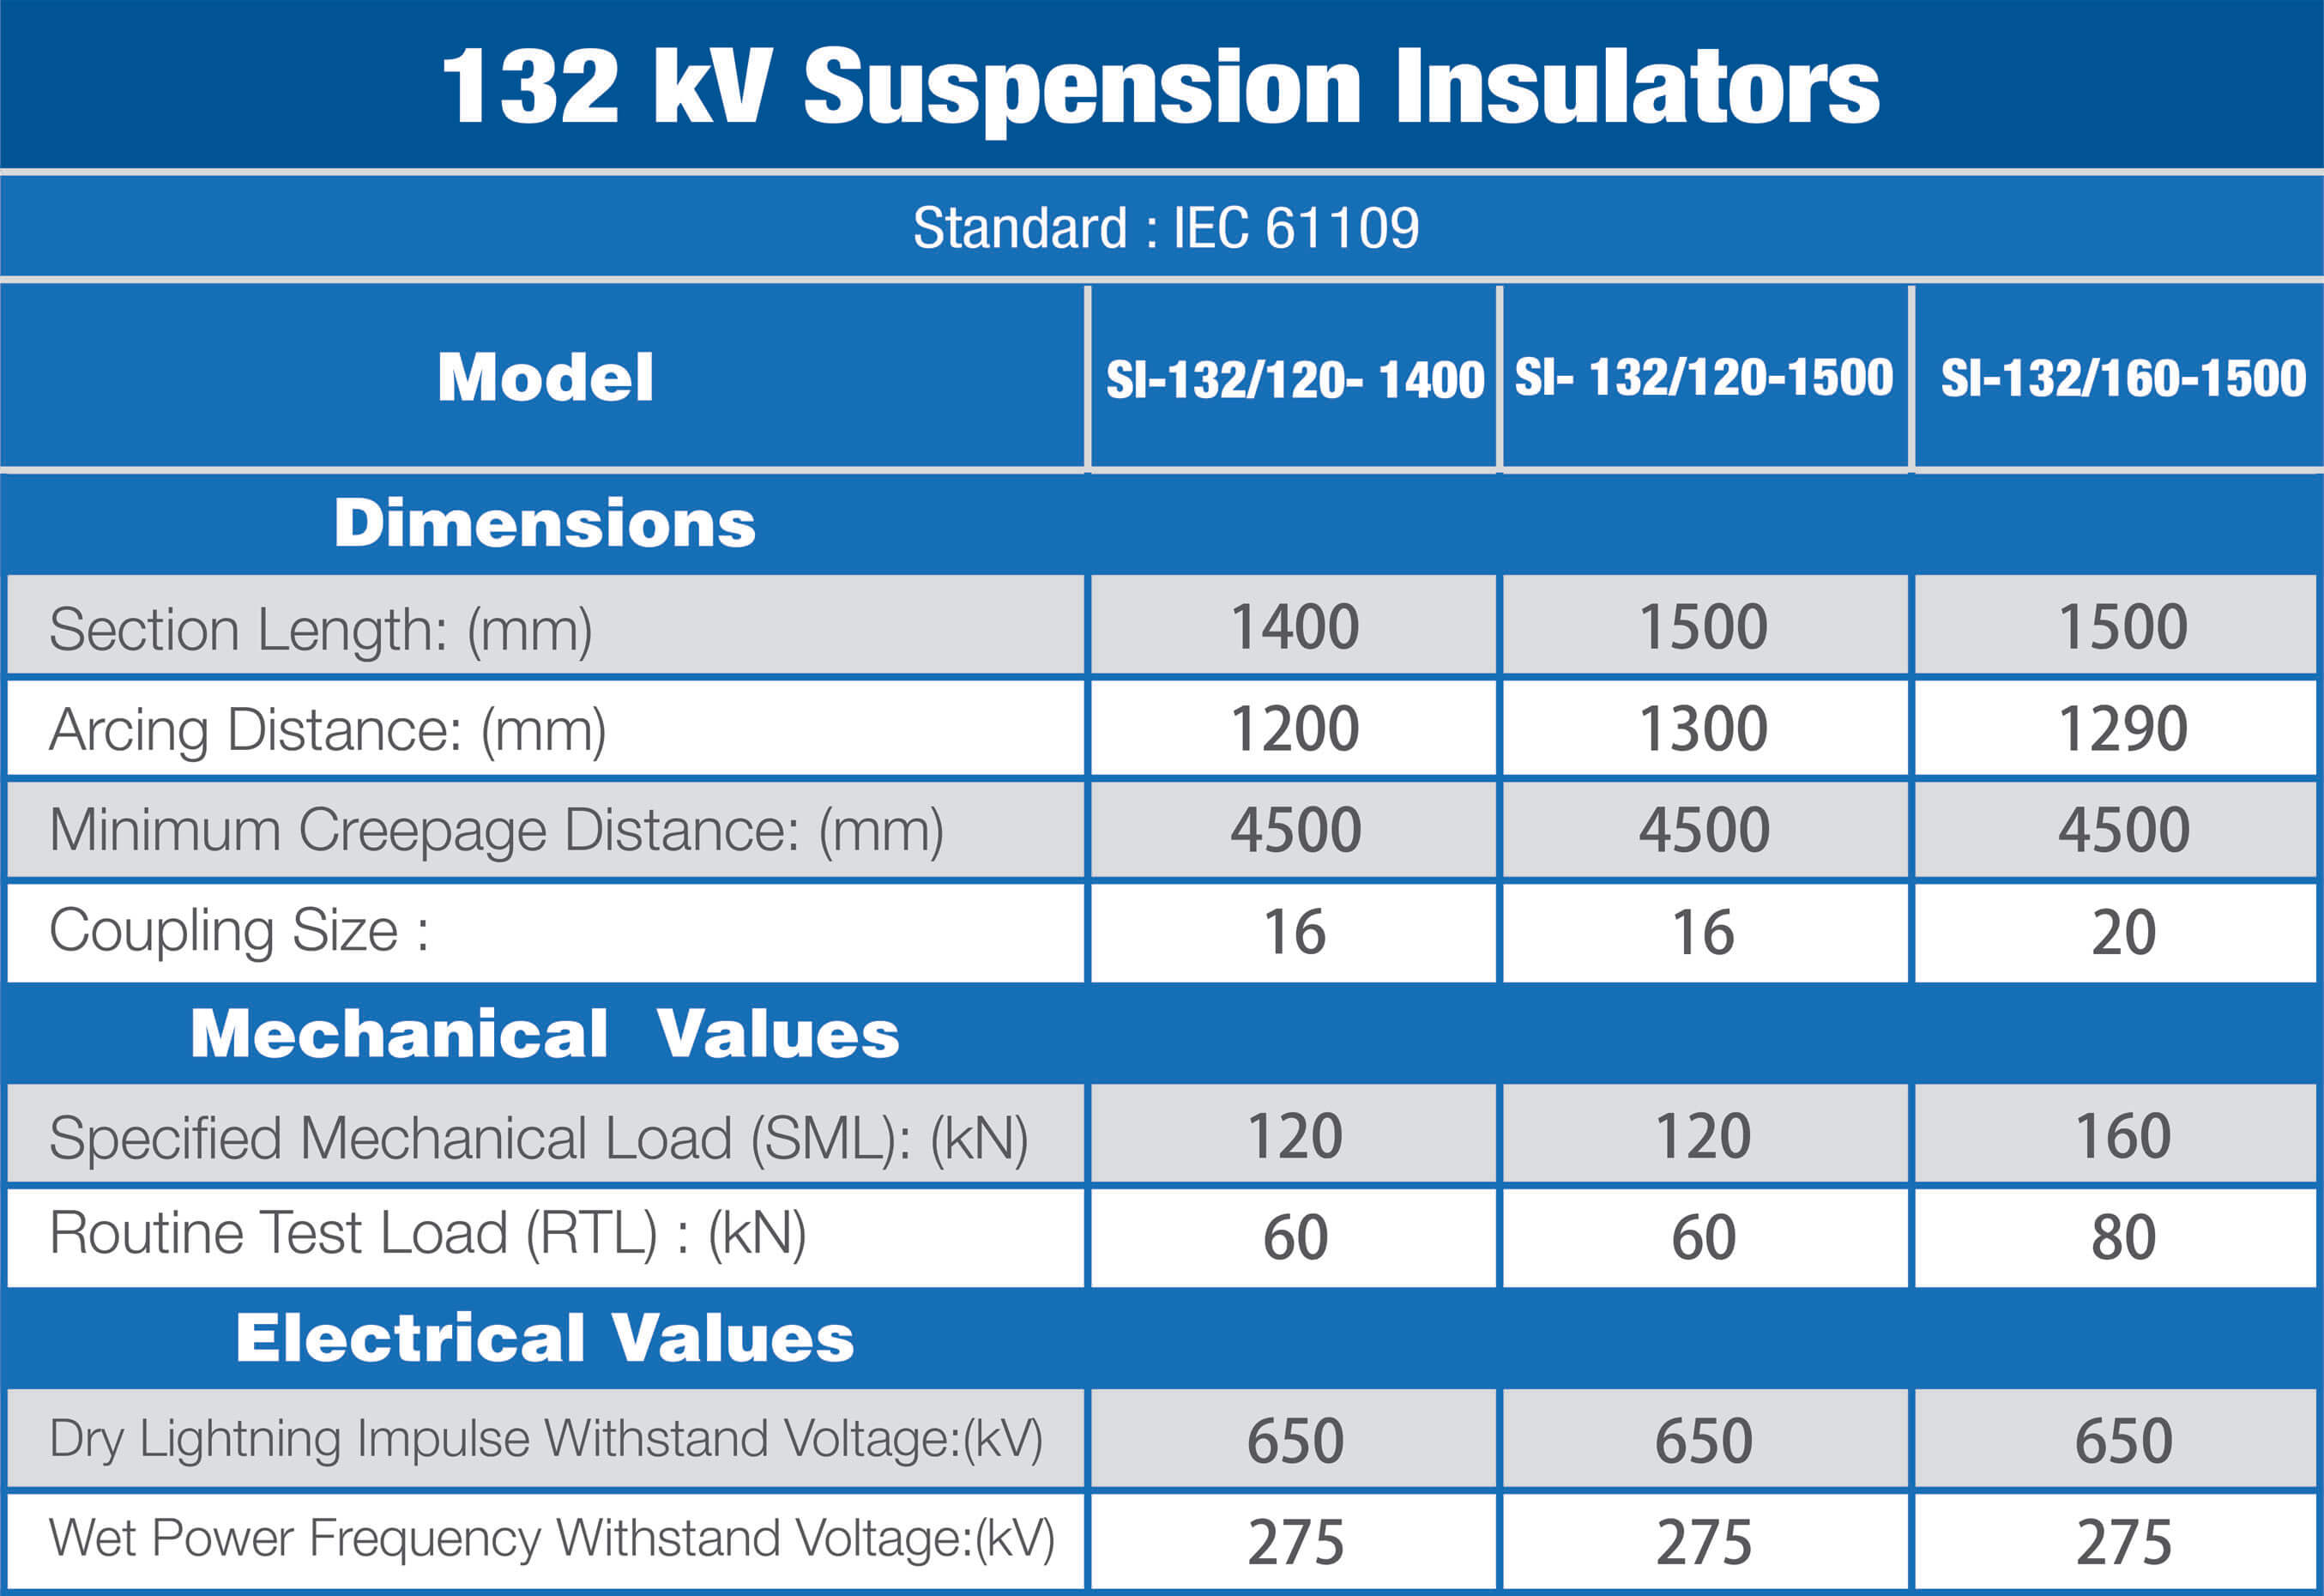 132 kV Suspension Insulators
Standard : IEC 61109
Model SI-132/120- 1400 SI- 132/120-1500 SI-132/160-1500
Dimensions
Section Length: (mm) 1400 1500 1500
Arcing Distance: (mm) 1200 1300 1290
Minimum Creepage Distance: (mm) 4500 4500 4500
Coupling Size : 16 16 20
Mechanical Values
Specified Mechanical Load (SML): (kN) 120 120 160
Routine Test Load (RTL) : (kN) 60 60 80
Electrical Values
Dry Lightning Impulse Withstand Voltage:(kV) 650 650 650
Wet Power Frequency Withstand Voltage:(kV) 275 275 275